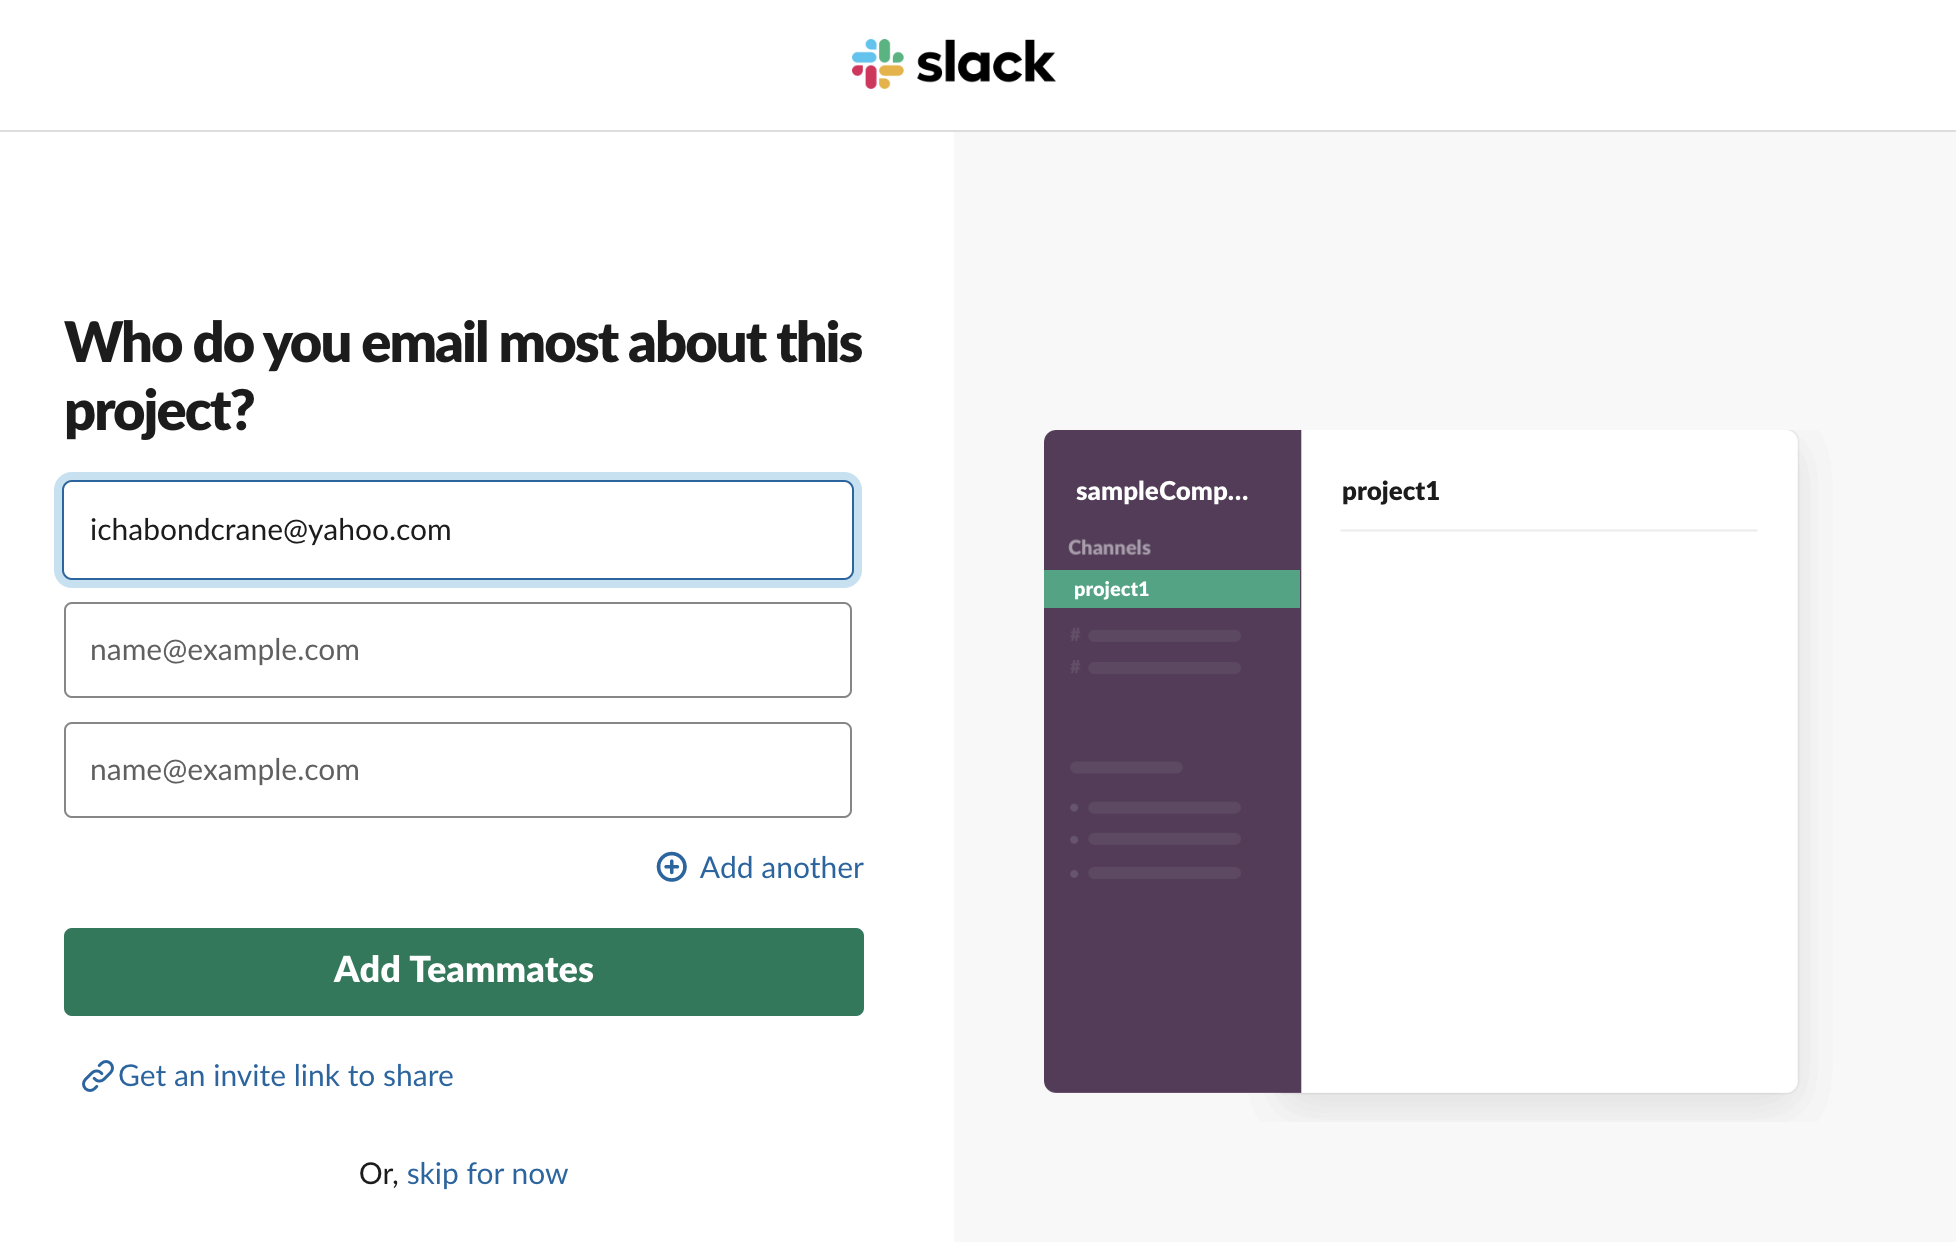 slack
Who do you email most about this
project?
ichabondcrane@yahoo.com
name@example.com
name@example.com
Add another
Add Teammates
Get an invite link to share
Or, skip for now
sampleComp...
Channels
project1
#
#
project1